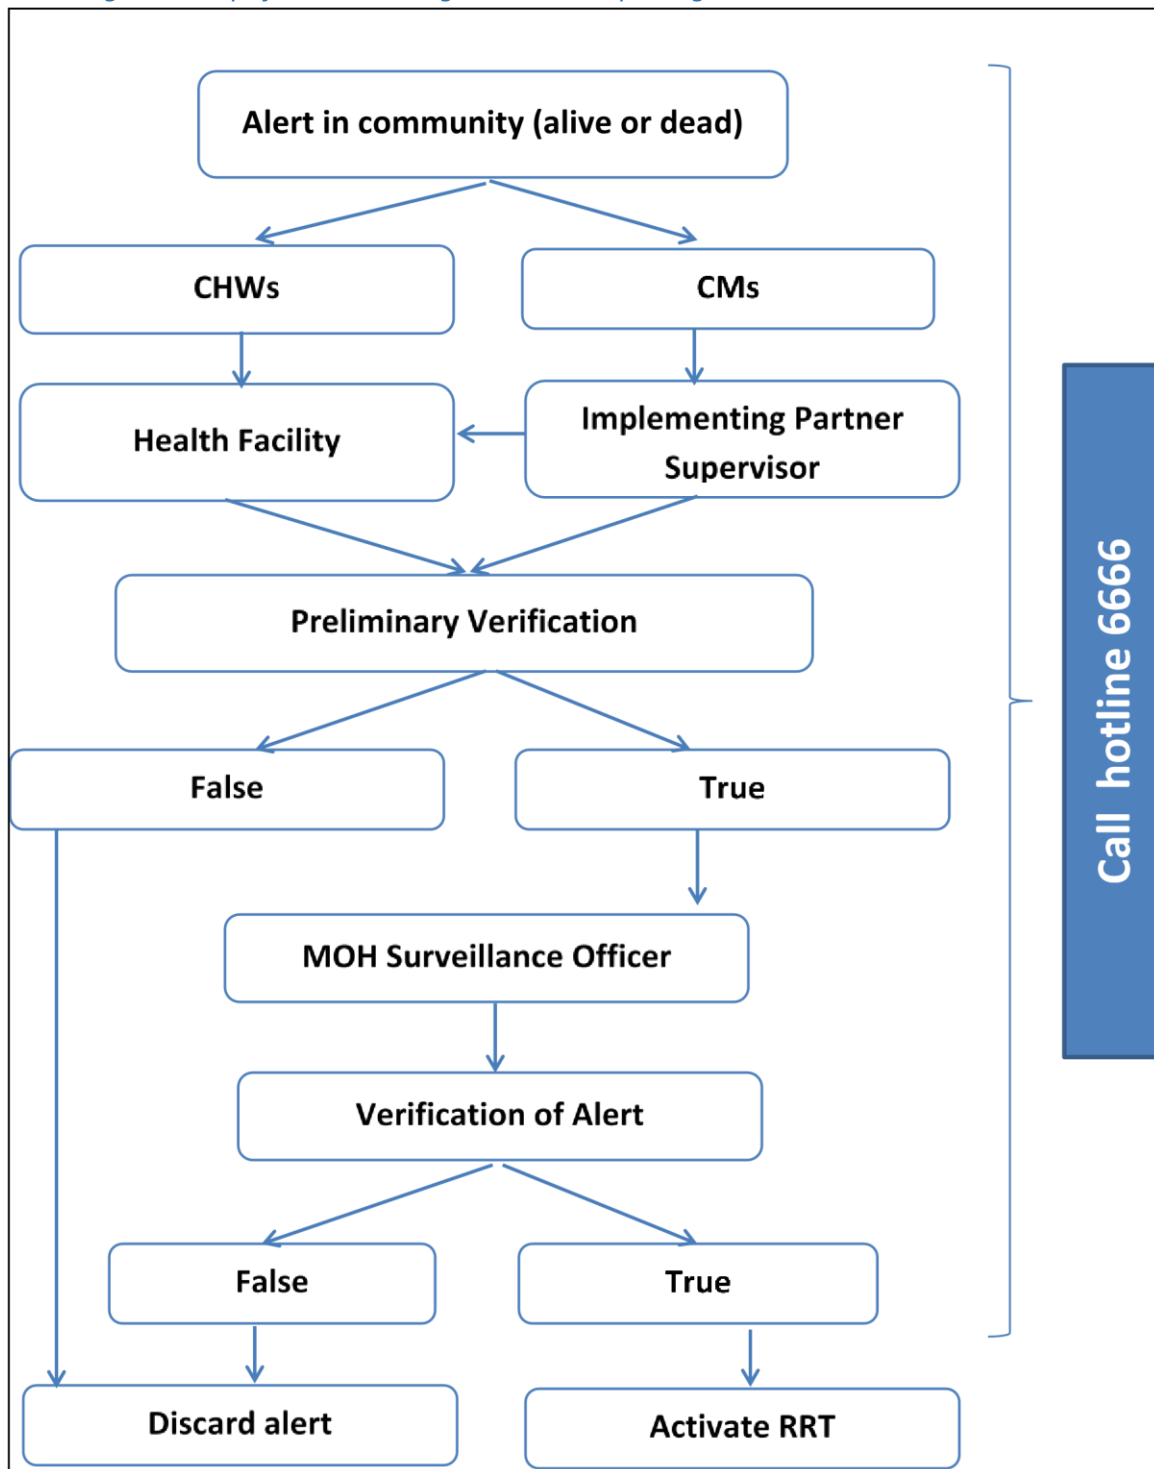 Alert in community (alive or dead)
CHWs
CMs
Health Facility
Implementing Partner
Supervisor
Preliminary Verification
False
True
MOH Surveillance Officer
Verification of Alert
False
True
Discard alert
Activate RRT
Call hotline 6666